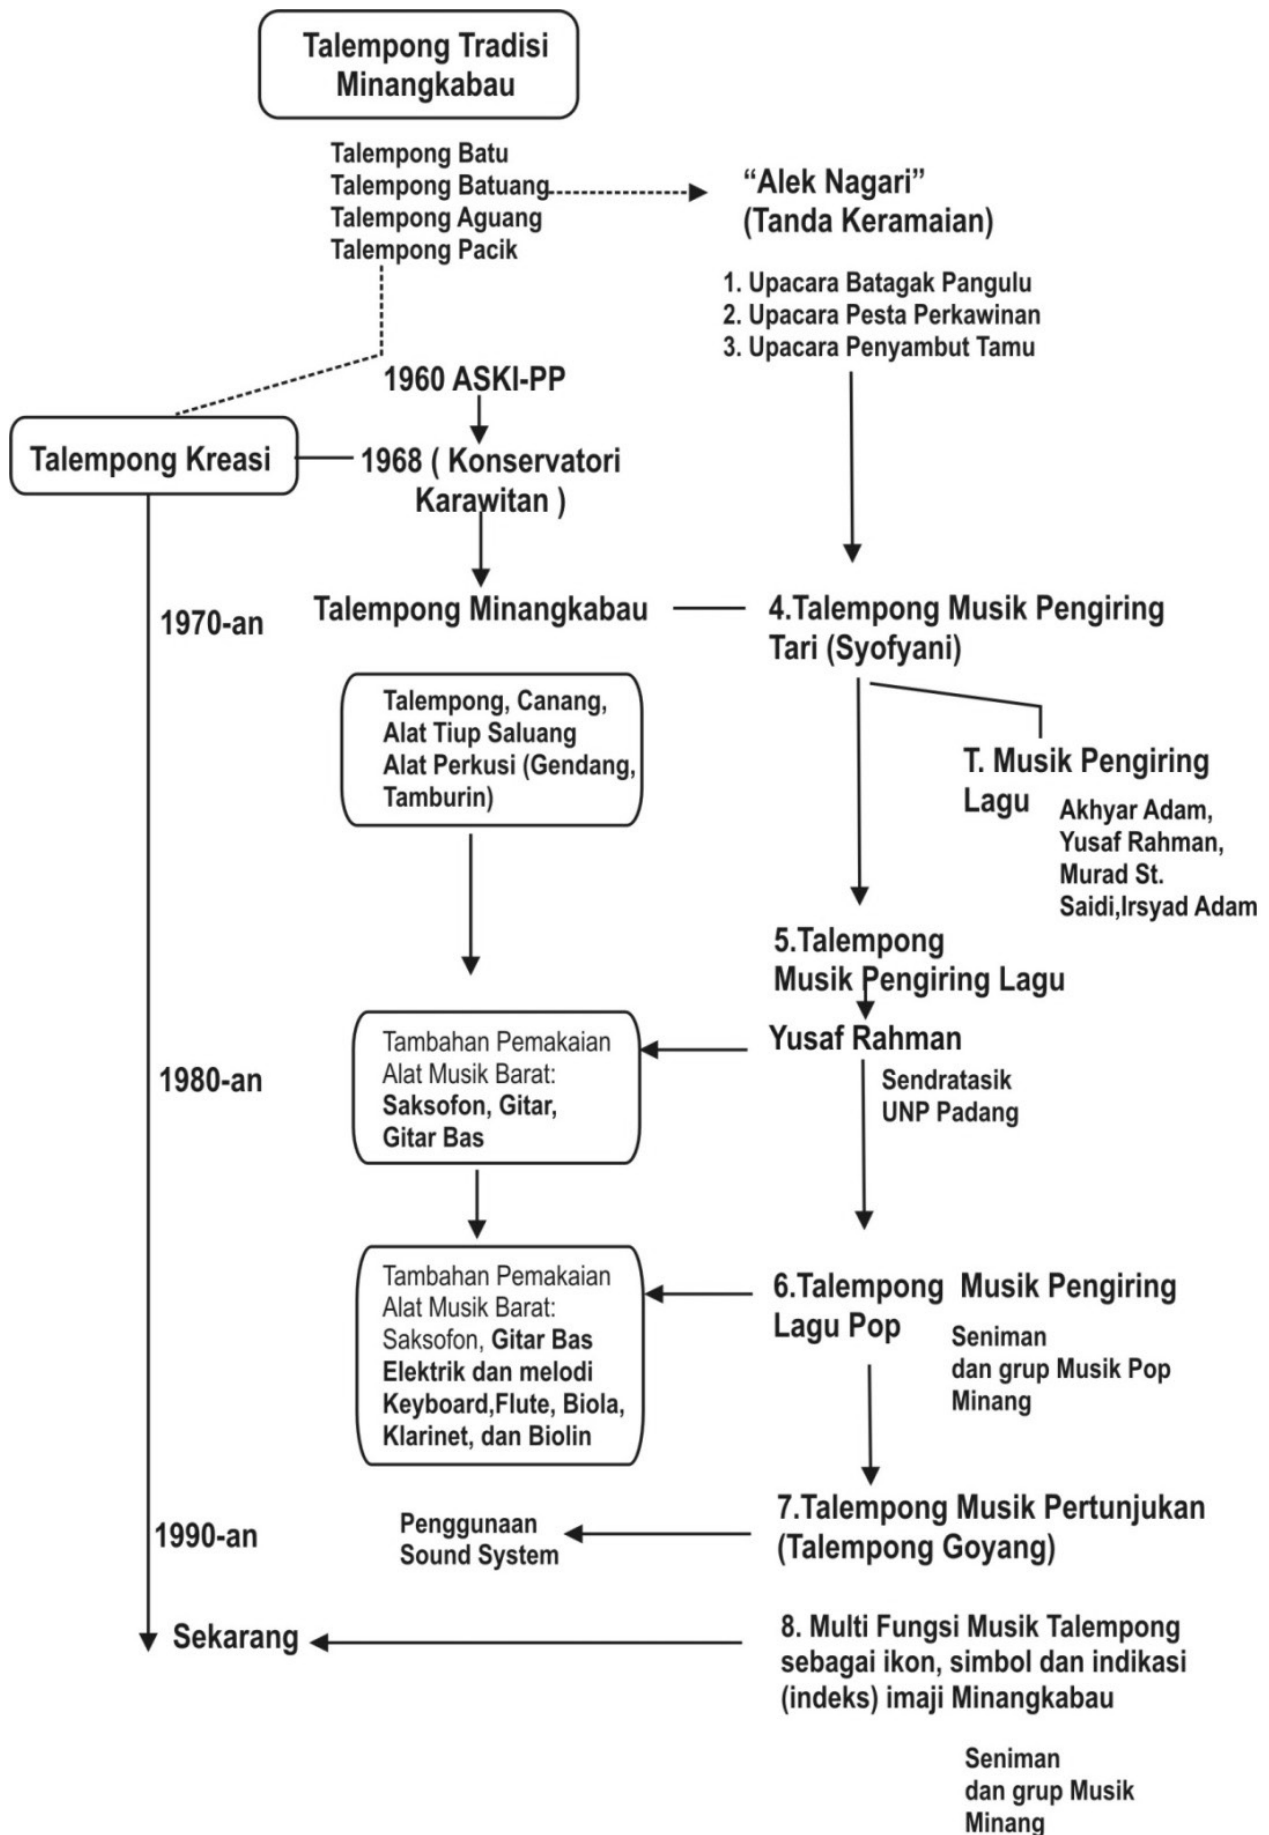 Talempong Tradisi
Minangkabau
Talempong Batu
Talempong Batuang
Talempong Aguang
Talempong Pacik
“Alek Nagari”
(Tanda Keramaian)
1. Upacara Batagak Pangulu
2. Upacara Pesta Perkawinan
3. Upacara Penyambut Tamu
1960 ASKI-PP
Talempong Kreasi
1968 ( Konservatori
Karawitan )
1970-an
Talempong Minangkabau
4.Talempong Musik Pengiring
Tari (Syofyani)
Talempong, Canang,
Alat Tiup Saluang
Alat Perkusi (Gendang,
Tamburin)
T. Musik Pengiring
Lagu
Akhyar Adam,
Yusaf Rahman,
Murad St.
Saidi,Irsyad Adam
5.Talempong
Musik Pengiring Lagu
Yusaf Rahman
Sendratasik
UNP Padang
1980-an
Tambahan Pemakaian
Alat Musik Barat:
Saksofon, Gitar,
Gitar Bas
Tambahan Pemakaian
Alat Musik Barat:
Saksofon, Gitar Bas
Elektrik dan melodi
Keyboard,Flute, Biola,
Klarinet, dan Biolin
6.Talempong Musik Pengiring
Lagu Pop
Seniman
dan grup Musik Pop
Minang
1990-an
Penggunaan
Sound System
7.Talempong Musik Pertunjukan
(Talempong Goyang)
Sekarang
8. Multi Fungsi Musik Talempong
sebagai ikon, simbol dan indikasi
(indeks) imaji Minangkabau
Seniman
dan grup Musik
Minang